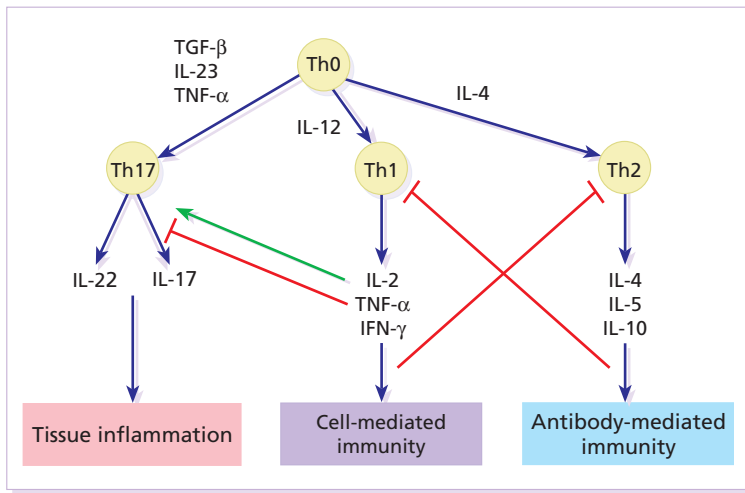 Th0
TGF-β
IL-23
TNF-α
IL-12
IL-4
Th17
Th1
Th2
IL-22
IL-17
IL-2
TNF-α
IFN-γ
IL-4
IL-5
IL-10
Tissue inflammation
Cell-mediated
immunity
Antibody-mediated
immunity